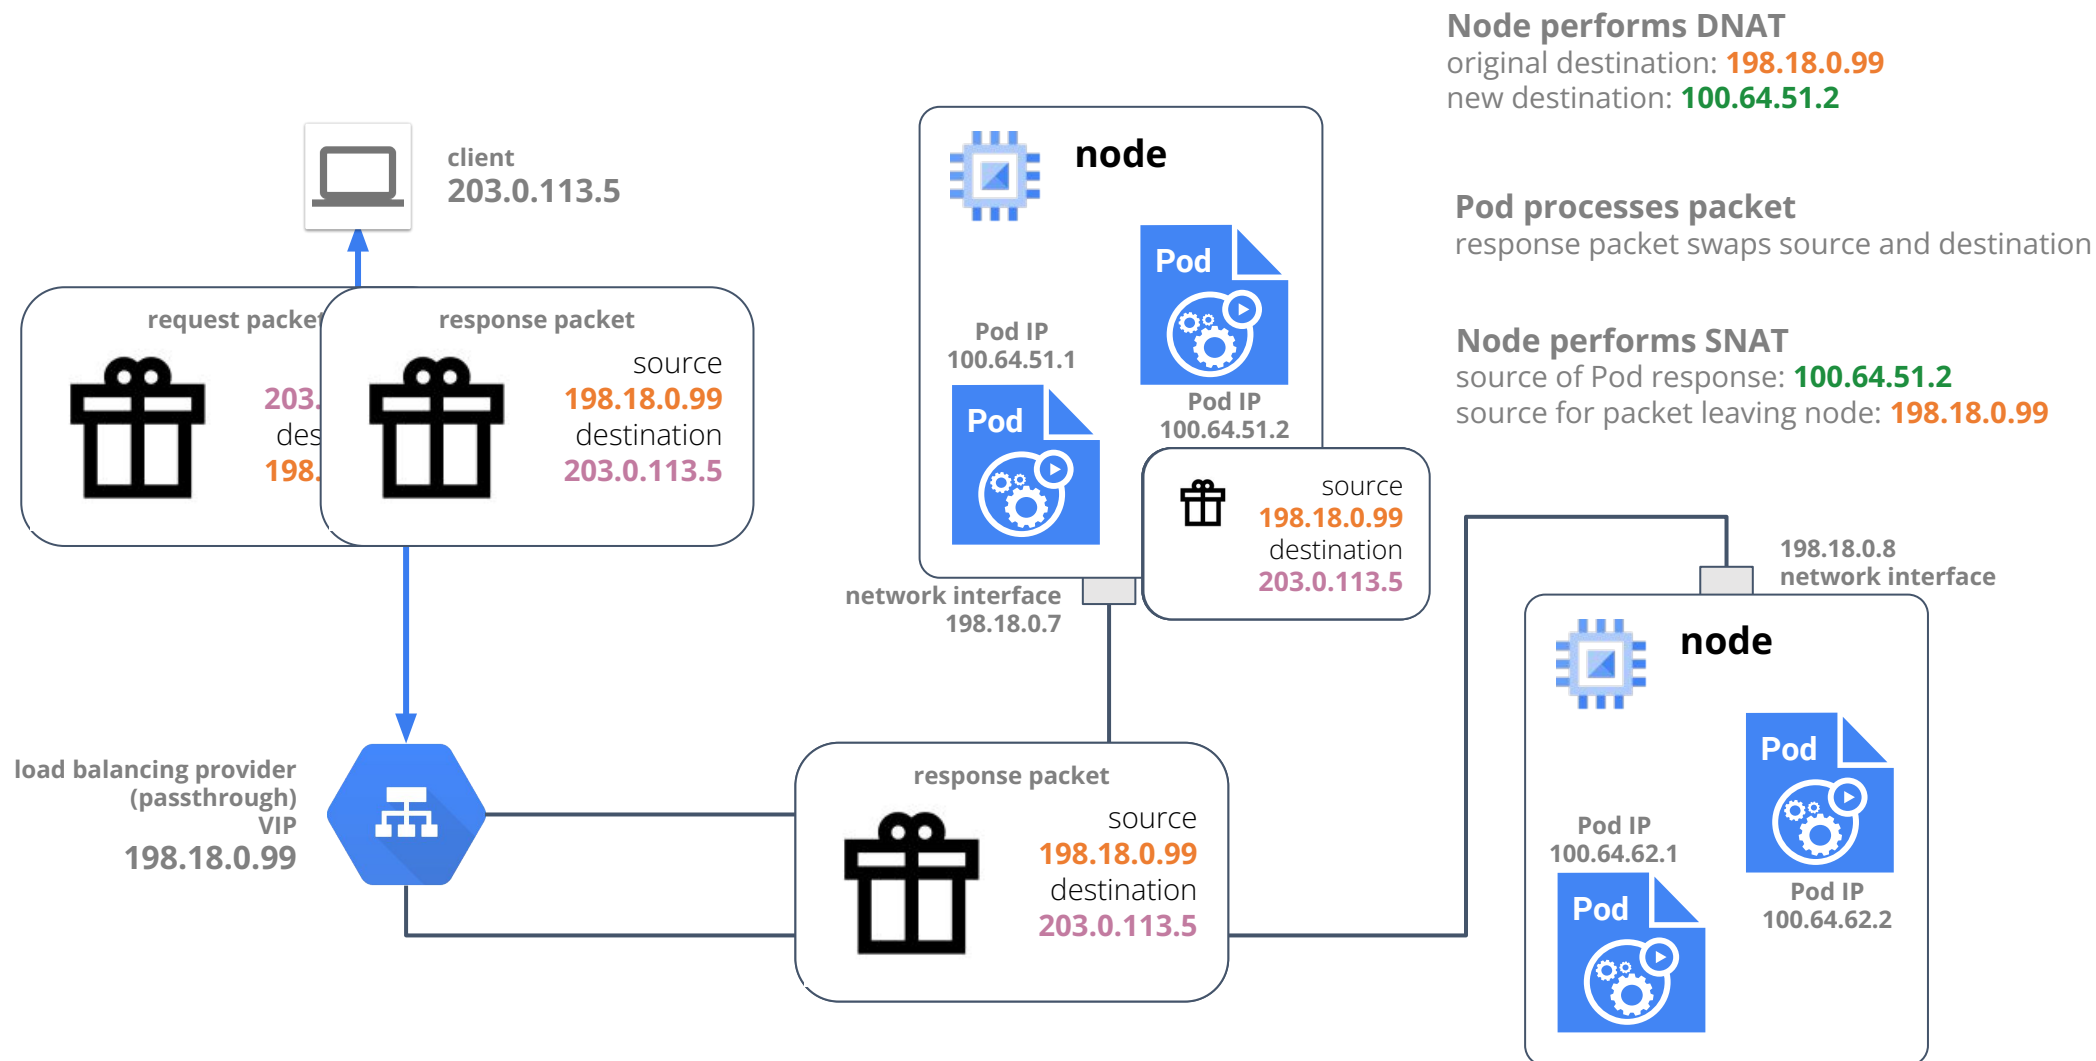 Node performs DNAT
original destination: 198.18.0.99
new destination: 100.64.51.2
Pod processes packet
response packet swaps source and destination
Node performs SNAT
source of Pod response: 100.64.51.2
source for packet leaving node: 198.18.0.99
client
203.0.113.5
request packet
203.
des
198.
response packet
source
198.18.0.99
destination
203.0.113.5
node
Pod
Pod IP
100.64.51.1
Pod
Pod IP
100.64.51.2
source
198.18.0.99
destination
203.0.113.5
network interface
198.18.0.7
198.18.0.8
network interface
node
Pod
Pod IP
100.64.62.1
Pod
Pod IP
100.64.62.2
load balancing provider
(passthrough)
VIP
198.18.0.99
response packet
source
198.18.0.99
destination
203.0.113.5